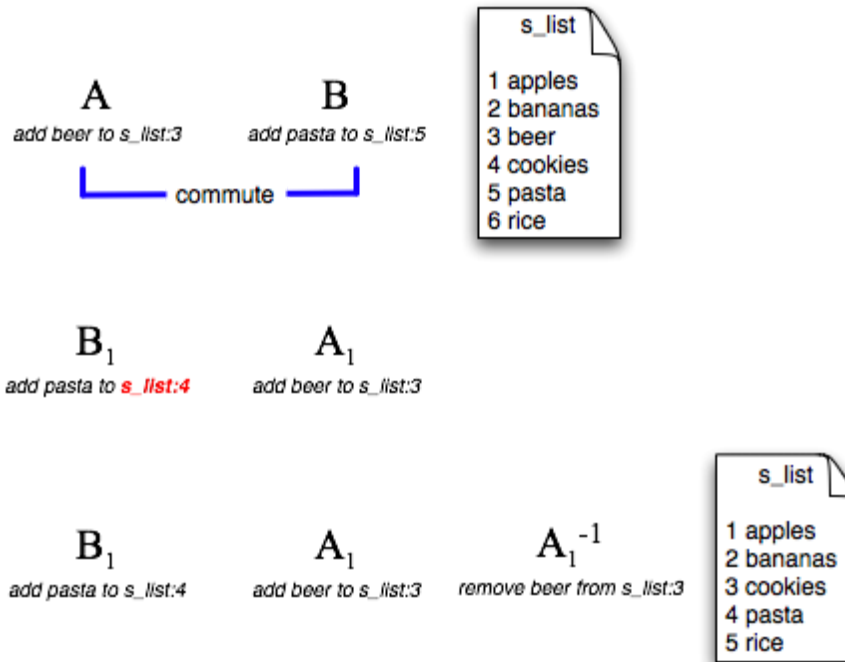 s_list
1 apples
2 bananas
3 beer
4 cookies
5 pasta
6 rice
A B
add beer to s_list:3 add pasta to s_list:5
commute
B1 A1
add pasta to s_list:4 add beer to s_list:3
B1 A1 A1-1
add pasta to s_list:4 add beer to s_list:3 remove beer from s_list:3
s_list
1 apples
2 bananas
3 cookies
4 pasta
5 rice